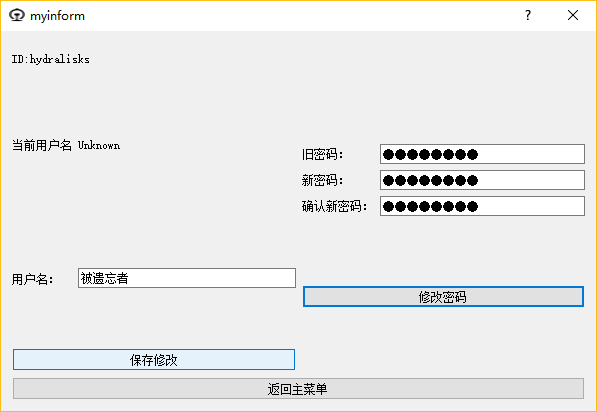 myinform
ID:hydralisks
当前用户名 Unknown
旧密码: ●●●●●●●●
新密码: ●●●●●●●●
确认新密码: ●●●●●●●●
用户名: 被遗忘者
修改密码
保存修改
返回主菜单